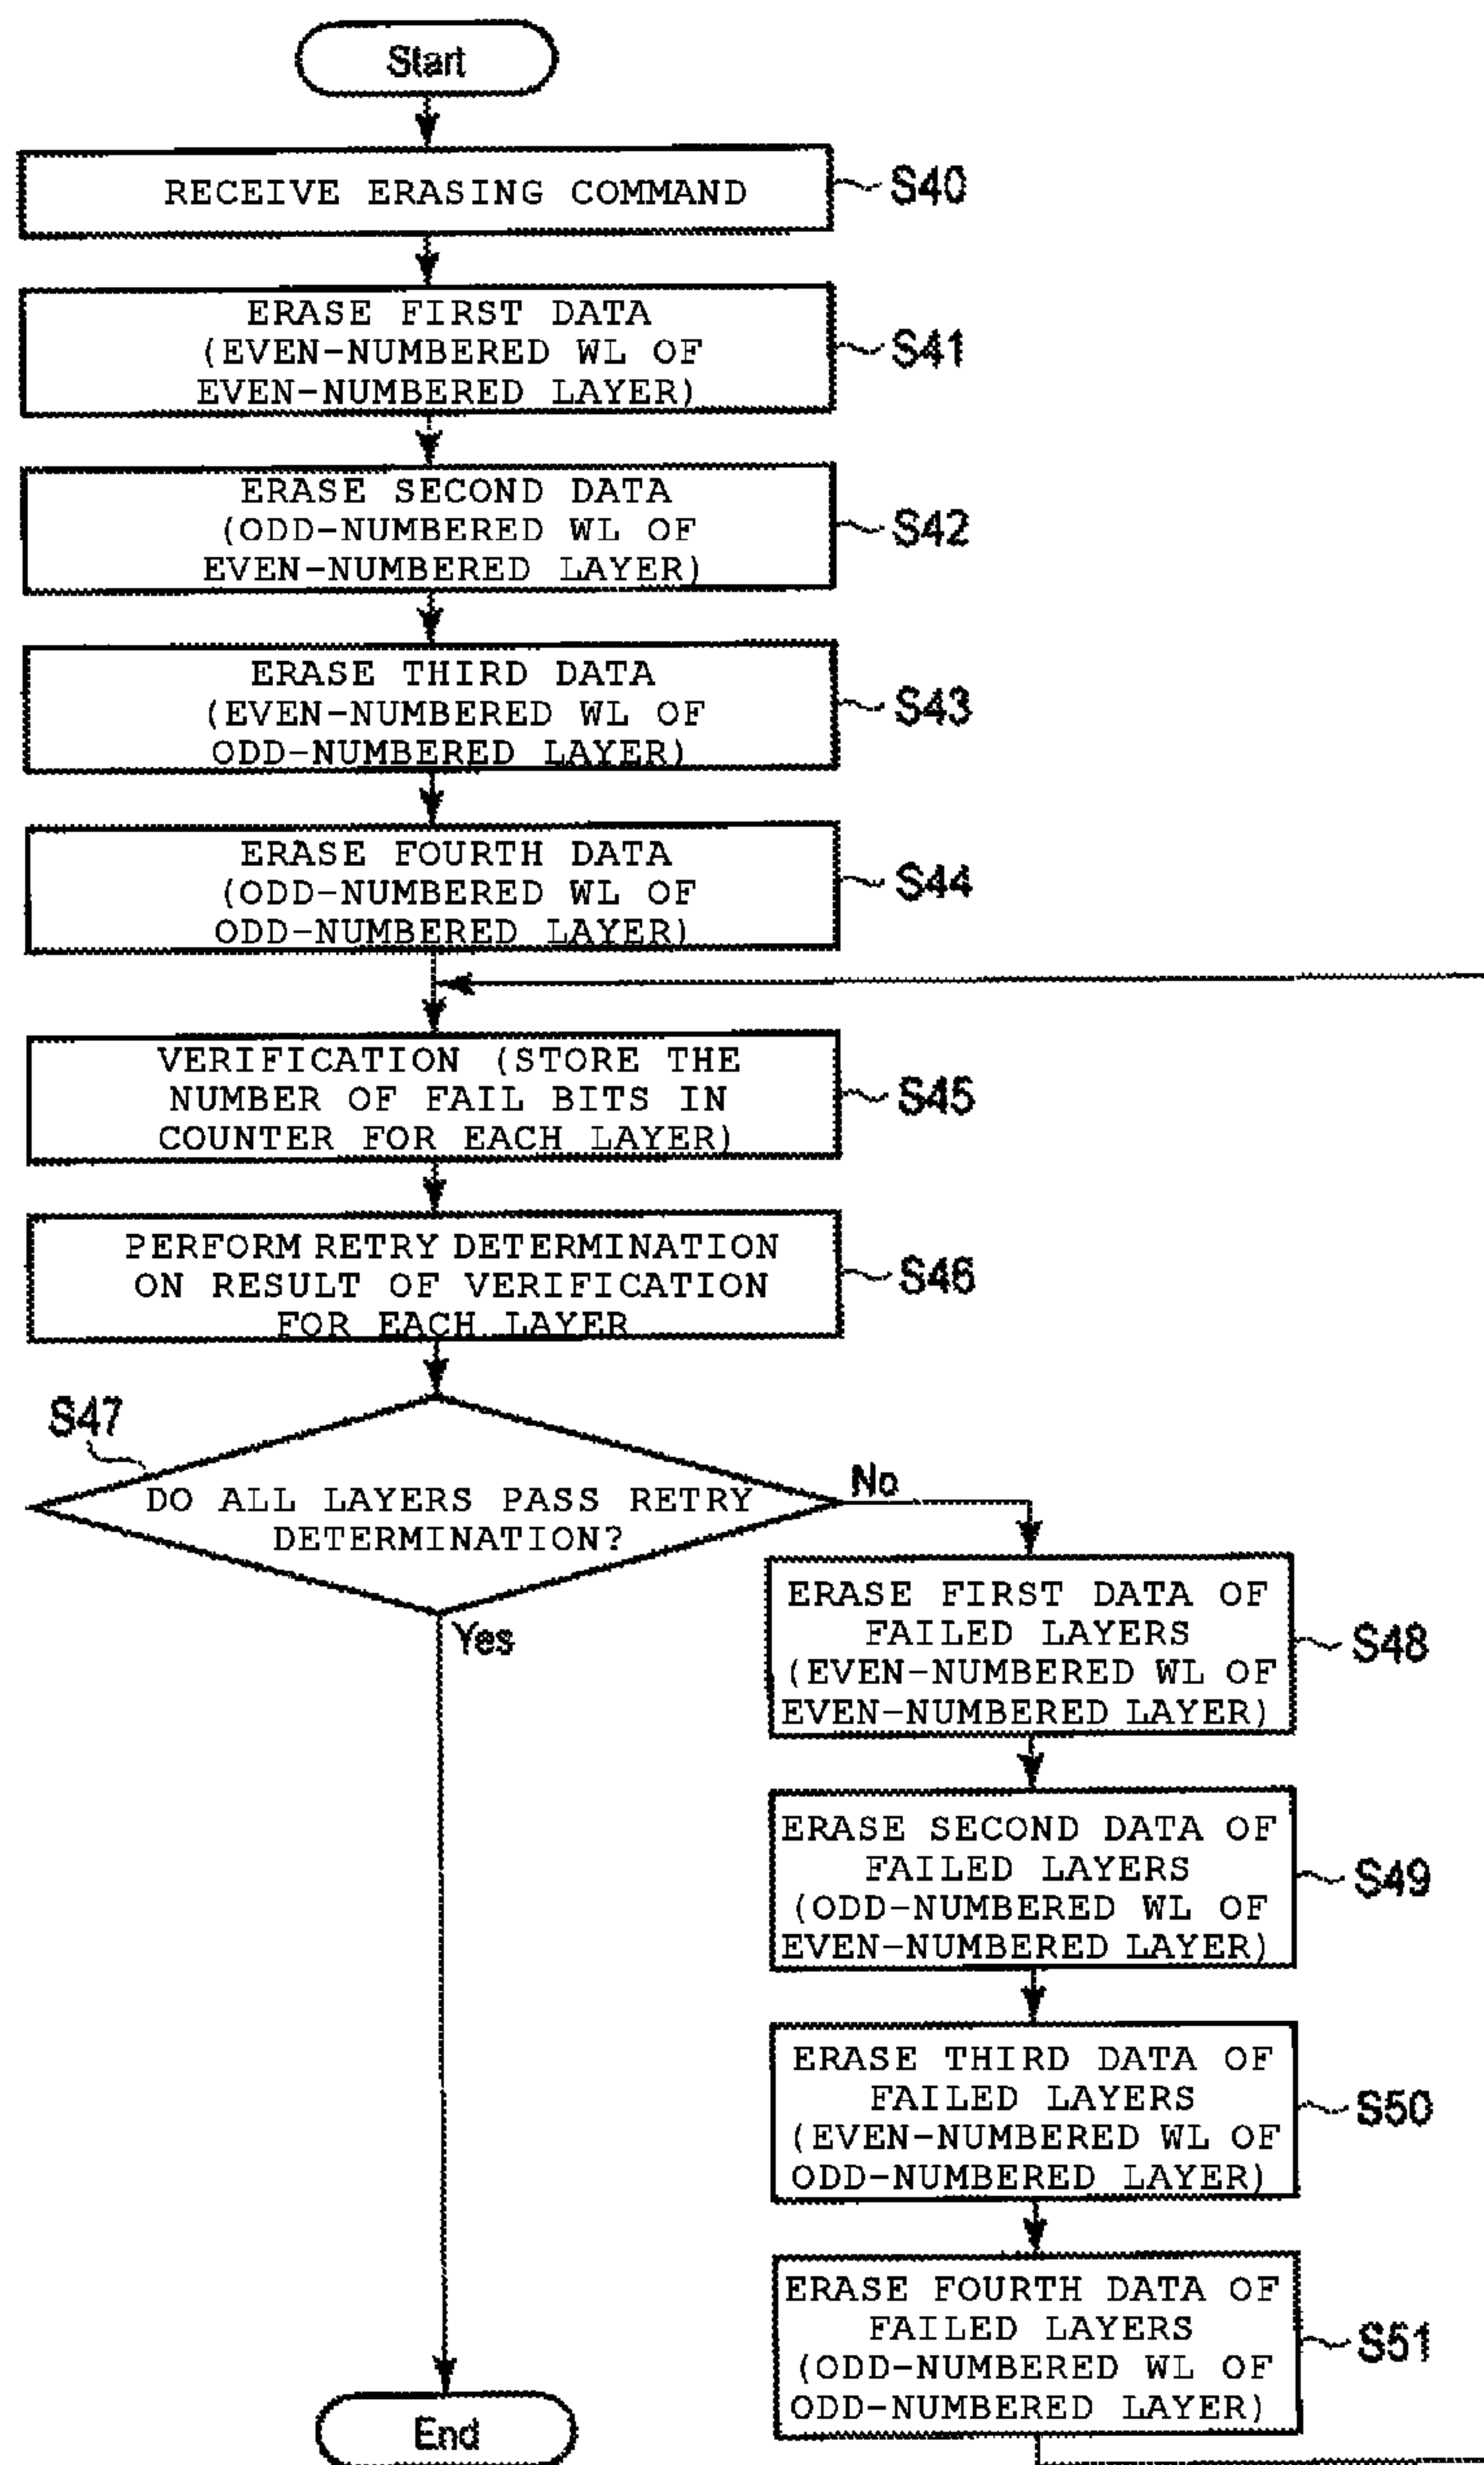 Start
RECEIVE ERASING COMMAND
S40
ERASE FIRST DATA
(EVEN-NUMBERED WL OF
EVEN-NUMBERED LAYER)
S41
ERASE SECOND DATA
(ODD-NUMBERED WL OF
EVEN-NUMBERED LAYER)
S42
ERASE THIRD DATA
(EVEN-NUMBERED WL OF
ODD-NUMBERED LAYER)
S43
ERASE FOURTH DATA
(ODD-NUMBERED WL OF
ODD-NUMBERED LAYER)
S44
VERIFICATION (STORE THE
NUMBER OF FAIL BITS IN
COUNTER FOR EACH LAYER)
S45
PERFORM RETRY DETERMINATION
ON RESULT OF VERIFICATION
FOR EACH LAYER
S46
S47
DO ALL LAYERS PASS RETRY
DETERMINATION?
No
Yes
ERASE FIRST DATA OF
FAILED LAYERS
(EVEN-NUMBERED WL OF
EVEN-NUMBERED LAYER)
S48
ERASE SECOND DATA OF
FAILED LAYERS
(ODD-NUMBERED WL OF
EVEN-NUMBERED LAYER)
S49
ERASE THIRD DATA OF
FAILED LAYERS
(EVEN-NUMBERED WL OF
ODD-NUMBERED LAYER)
S50
ERASE FOURTH DATA OF
FAILED LAYERS
(ODD-NUMBERED WL OF
ODD-NUMBERED LAYER)
S51
End